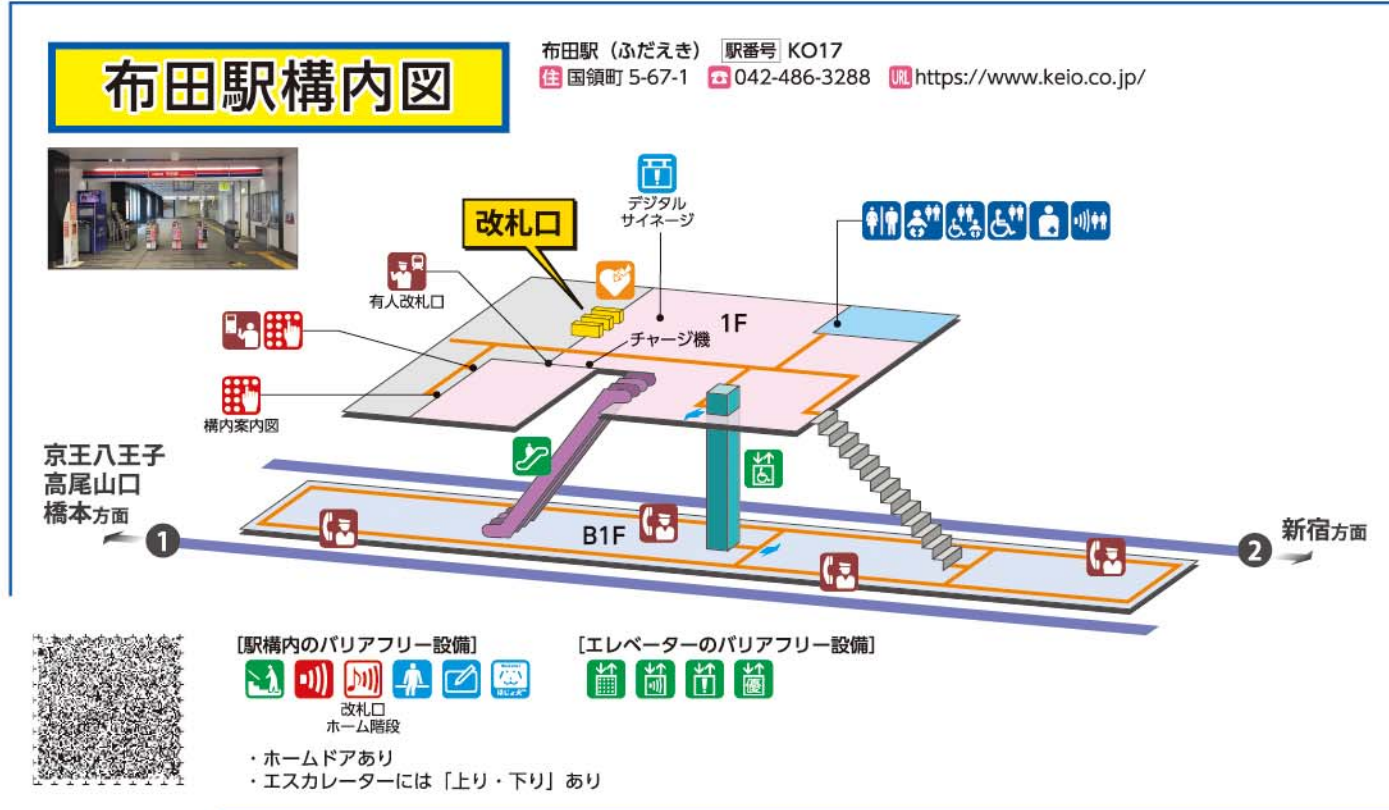 布田駅構内図
布田駅（ふだえき） 駅番号 KO17
住 国領町 5-67-1 ☎ 042-486-3288 URL https://www.keio.co.jp/
デジタル
サイネージ
改札口
有人改札口
1F
チャージ機
構内案内図
京王八王子
高尾山口
橋本方面
1
B1F
2
新宿方面
[駅構内のバリアフリー設備]
[エレベーターのバリアフリー設備]
優
改札口
ホーム階段
・ホームドアあり
・エスカレーターには「上り・下り」あり